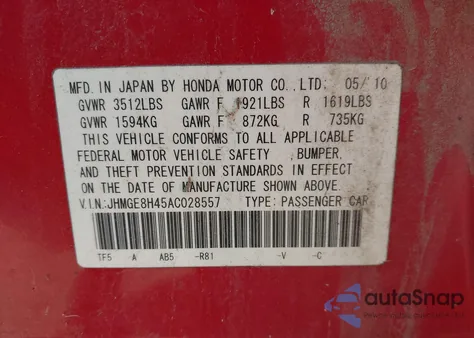 MFD. IN JAPAN BY HONDA MOTOR CO., LTD: 05/'10
GVWR 3512LBS GAWR F 1921LBS R 1619LBS
GVWR 1594KG GAWR F 872KG R 735KG
THIS VEHICLE CONFORMS TO ALL APPLICABLE
FEDERAL MOTOR VEHICLE SAFETY , BUMPER,
AND THEFT PREVENTION STANDARDS IN EFFECT
ON THE DATE OF MANUFACTURE SHOWN ABOVE.
V.I.N.:JHMGE8H45AC028557 TYPE: PASSENGER CAR
TF5 A AB5 -R81 -V -C
autoSnap